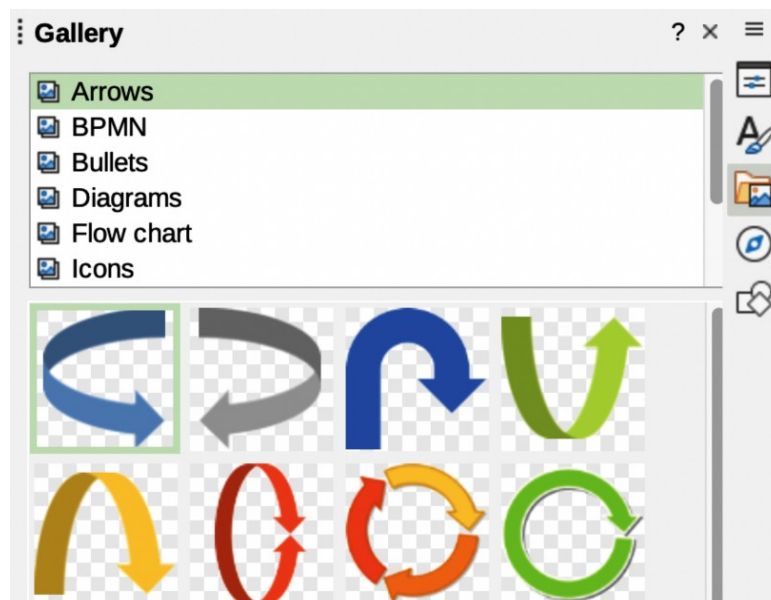 Gallery
?
Arrows
BPMN
Bullets
Diagrams
Flow chart
Icons